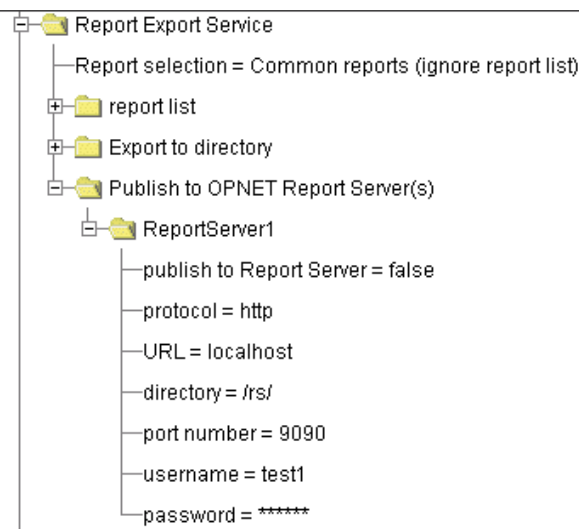 Report Export Service
Report selection = Common reports (ignore report list)
report list
Export to directory
Publish to OPNET Report Server(s)
ReportServer1
publish to Report Server = false
protocol = http
URL = localhost
directory = /rs/
port number = 9090
username = test1
password = ******